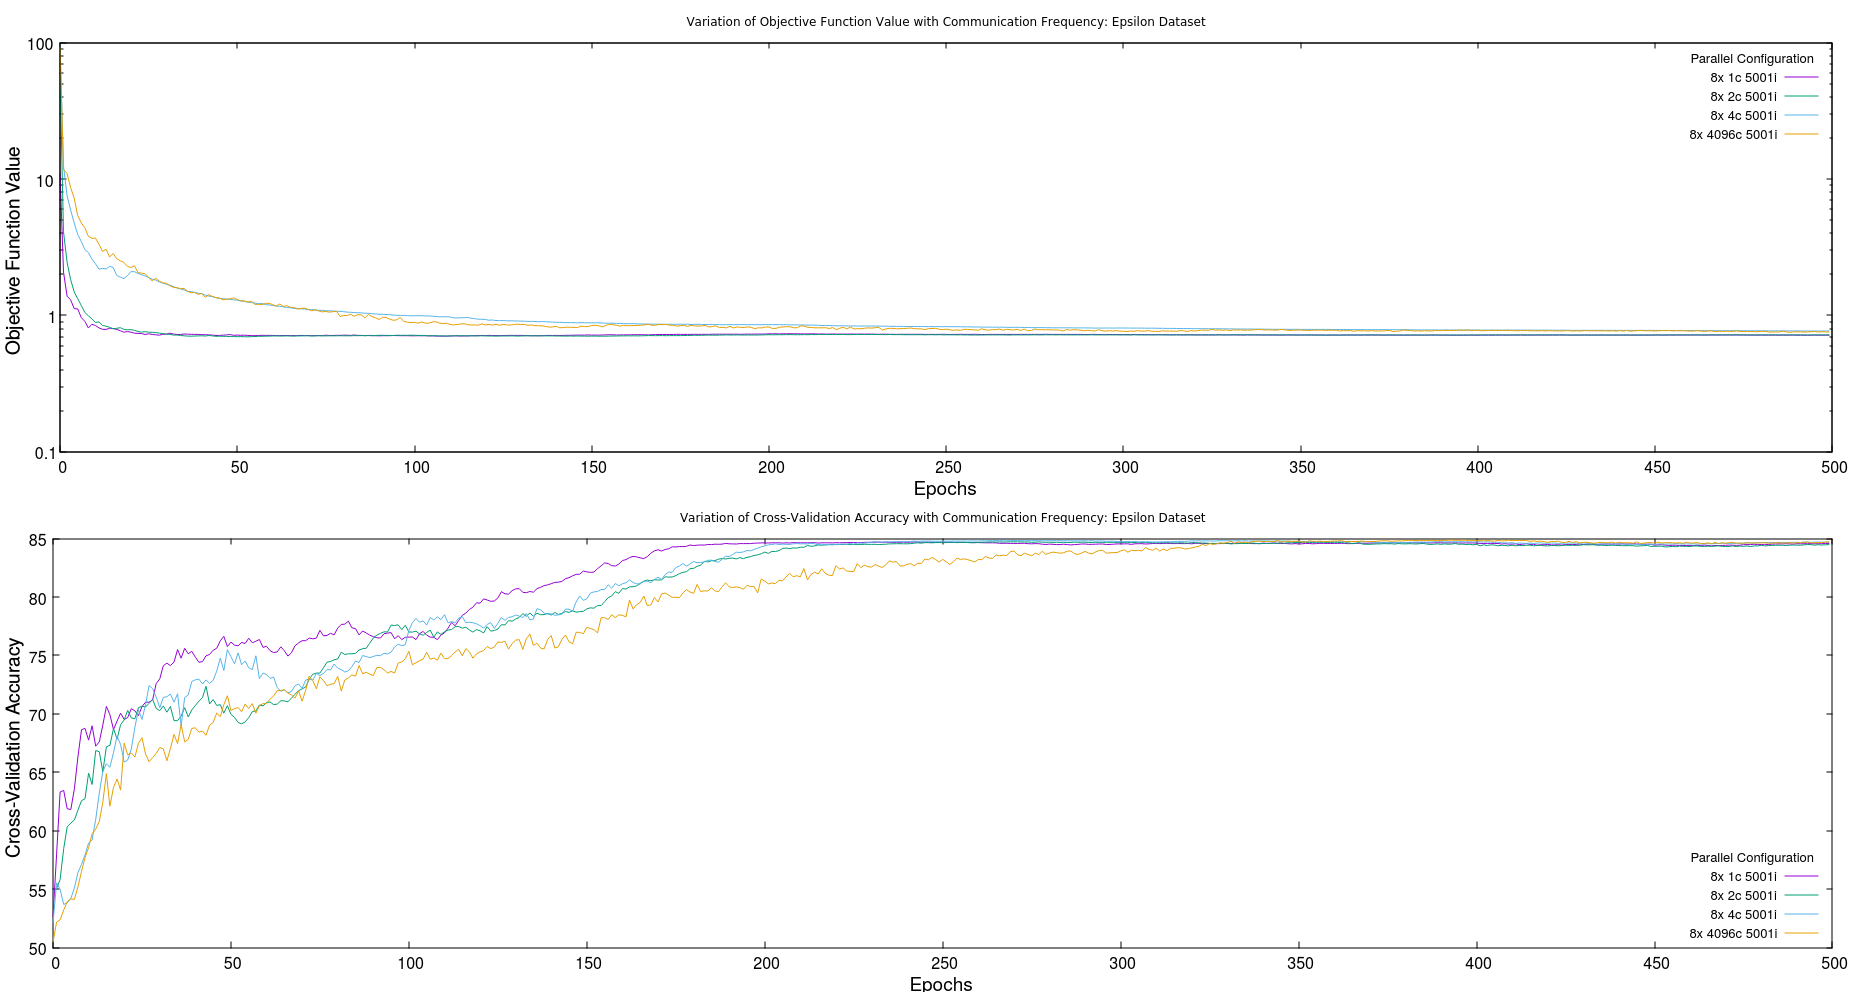 Variation of Objective Function Value with Communication Frequency: Epsilon Dataset
100
10
1
0.1
Objective Function Value
Parallel Configuration
8x 1c 5001i
8x 2c 5001i
8x 4c 5001i
8x 4096c 5001i
0 50 100 150 200 250 300 350 400 450 500
Epochs
Variation of Cross-Validation Accuracy with Communication Frequency: Epsilon Dataset
85
80
75
70
65
60
55
50
Cross-Validation Accuracy
Parallel Configuration
8x 1c 5001i
8x 2c 5001i
8x 4c 5001i
8x 4096c 5001i
0 50 100 150 200 250 300 350 400 450 500
Epochs